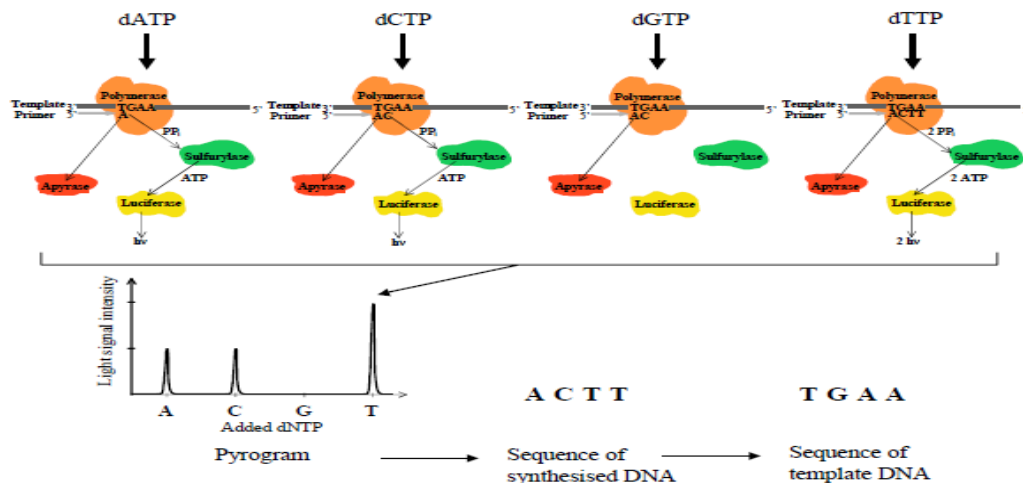 dATP
dCTP
dGTP
dTTP
Polymerase
TGAA
A
Template 3'
Primer 5'
5'
PPi
Sulfurylase
ATP
Apyrase
Luciferase
hν
Polymerase
TGAA
AC
Template 3'
Primer 5'
5'
PPi
Sulfurylase
ATP
Apyrase
Luciferase
hν
Polymerase
TGAA
AC
Template 3'
Primer 5'
5'
Sulfurylase
Apyrase
Luciferase
Polymerase
TGAA
ACTT
Template 3'
Primer 5'
2 PPi
Sulfurylase
2 ATP
Apyrase
Luciferase
2 hν
Light signal intensity
A C G T
Added dNTP
Pyrogram
A C T T
Sequence of
synthesised DNA
T G A A
Sequence of
template DNA